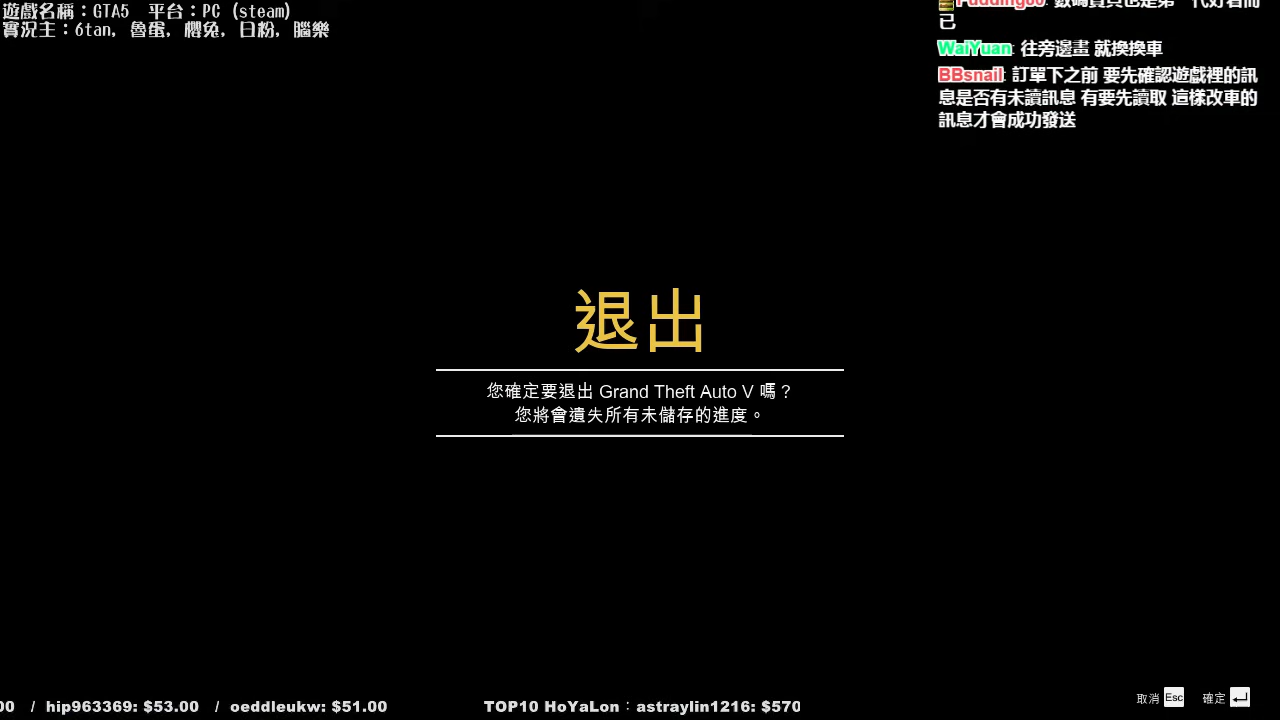 遊戲名稱：GTA5 平台：PC (steam)
實況主：6tan, 魯蛋, 櫻兔, 日粉, 腦樂
已
WaiYuan: 往旁邊畫 就換換車
BBsnail: 訂單下之前 要先確認遊戲裡的訊
息是否有未讀訊息 有要先讀取 這樣改車的
訊息才會成功發送
退出
您確定要退出 Grand Theft Auto V 嗎？
您將會遺失所有未儲存的進度。
取消 Esc 確定
00 / hip963369: $53.00 / oeddleukw: $51.00 TOP10 HoYaLon：astraylin1216: $570